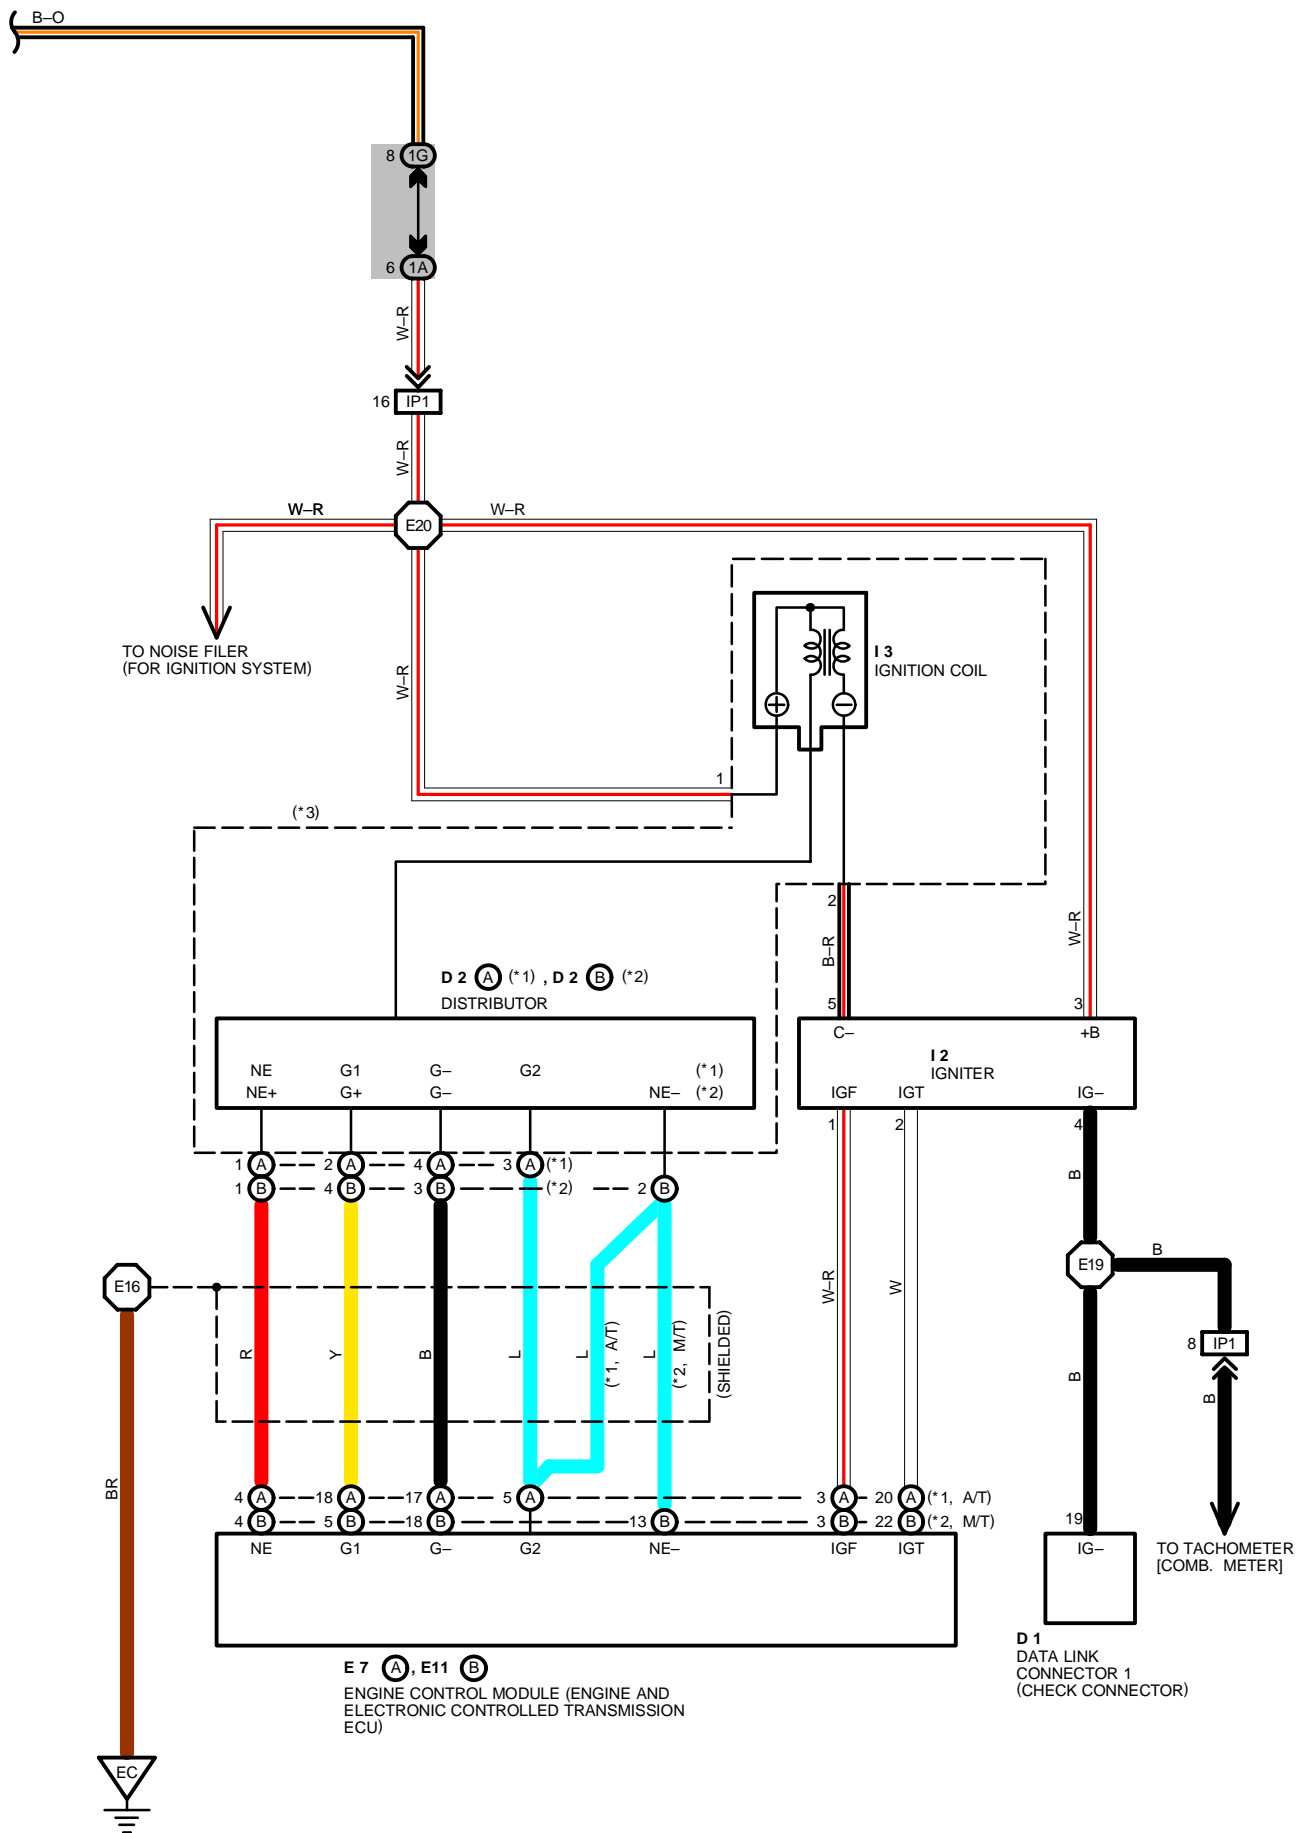 B–O
8 1G
6 1A
W–R
16 IP1
W–R
W–R
E20
W–R
TO NOISE FILER
(FOR IGNITION SYSTEM)
W–R
I 3
IGNITION COIL
1
(*3)
2
B–R
W–R
D 2 A (*1) , D 2 B (*2)
DISTRIBUTOR
5
3
C–
+B
I 2
IGNITER
NE G1 G– G2 (*1)
NE+ G+ G– NE– (*2)
IGF IGT IG–
1 2 4
1 A 2 A 4 A 3 A (*1)
1 B 4 B 3 B (*2) 2 B
B
E16
E19
B
R
Y
B
L
L
(*1, A/T)
L
(*2, M/T)
(SHIELDED)
W–R
W
8 IP1
B
B
BR
4 A 18 A 17 A 5 A 3 A 20 A (*1, A/T)
4 B 5 B 18 B 13 B 3 B 22 B (*2, M/T)
19
NE G1 G– G2 NE– IGF IGT
IG–
TO TACHOMETER
[COMB. METER]
D 1
DATA LINK
CONNECTOR 1
(CHECK CONNECTOR)
E 7 A , E11 B
ENGINE CONTROL MODULE (ENGINE AND
ELECTRONIC CONTROLLED TRANSMISSION
ECU)
EC